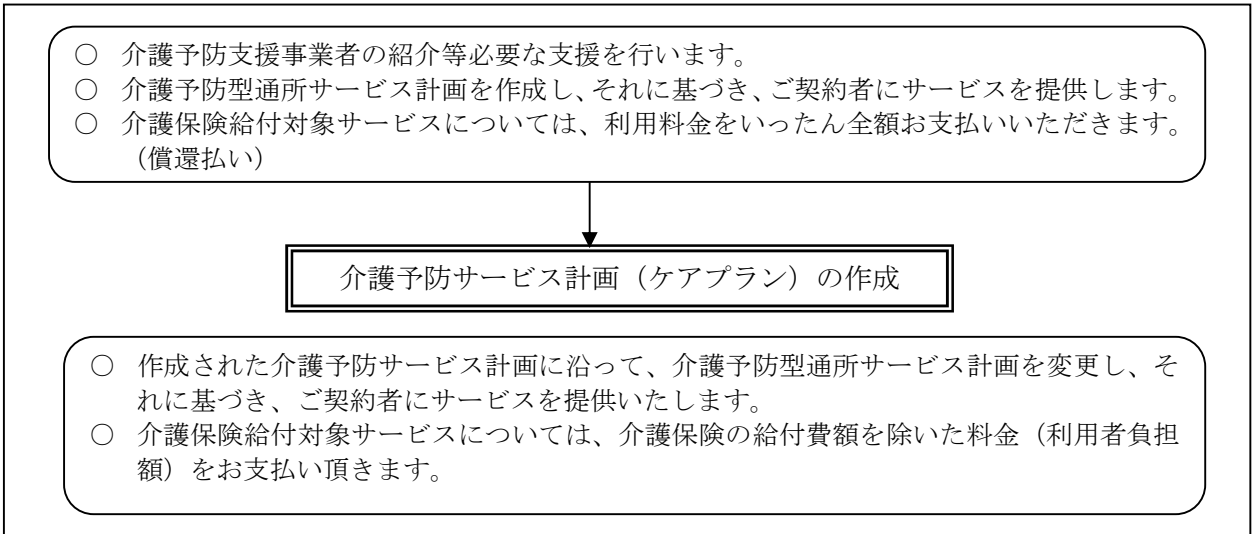 ○ 介護予防支援事業者の紹介等必要な支援を行います。
○ 介護予防型通所サービス計画を作成し、それに基づき、ご契約者にサービスを提供します。
○ 介護保険給付対象サービスについては、利用料金をいったん全額お支払いいただきます。
（償還払い）
介護予防サービス計画（ケアプラン）の作成
○ 作成された介護予防サービス計画に沿って、介護予防型通所サービス計画を変更し、そ
れに基づき、ご契約者にサービスを提供いたします。
○ 介護保険給付対象サービスについては、介護保険の給付費額を除いた料金（利用者負担
額）をお支払い頂きます。